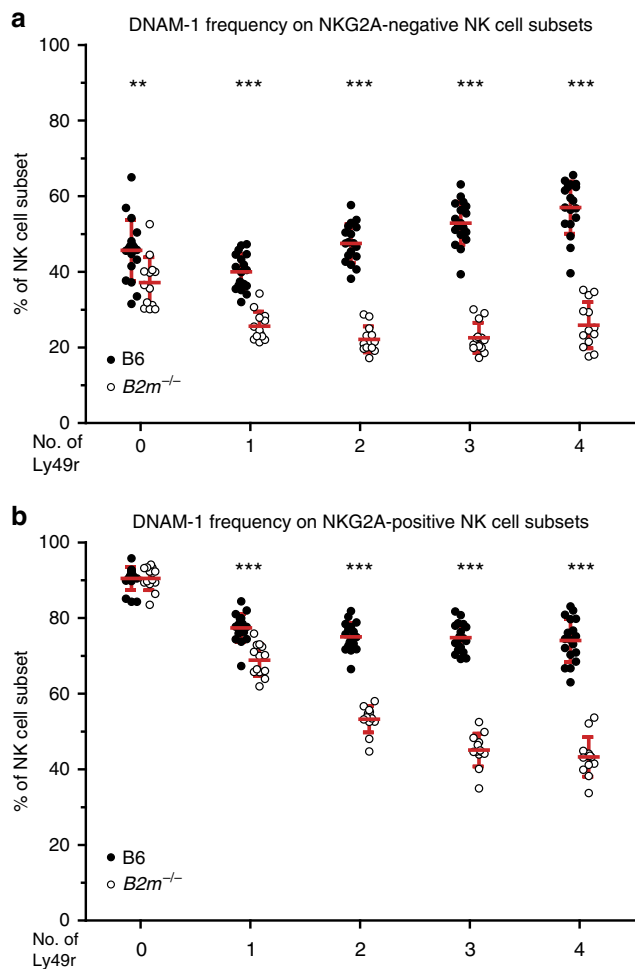 a
DNAM-1 frequency on NKG2A-negative NK cell subsets
100
** *** *** *** ***
80
60
40
20
0
% of NK cell subset
B6
B2m–/–
No. of Ly49r
0 1 2 3 4
b
DNAM-1 frequency on NKG2A-positive NK cell subsets
100
*** *** *** ***
80
60
40
20
0
% of NK cell subset
B6
B2m–/–
No. of Ly49r
0 1 2 3 4